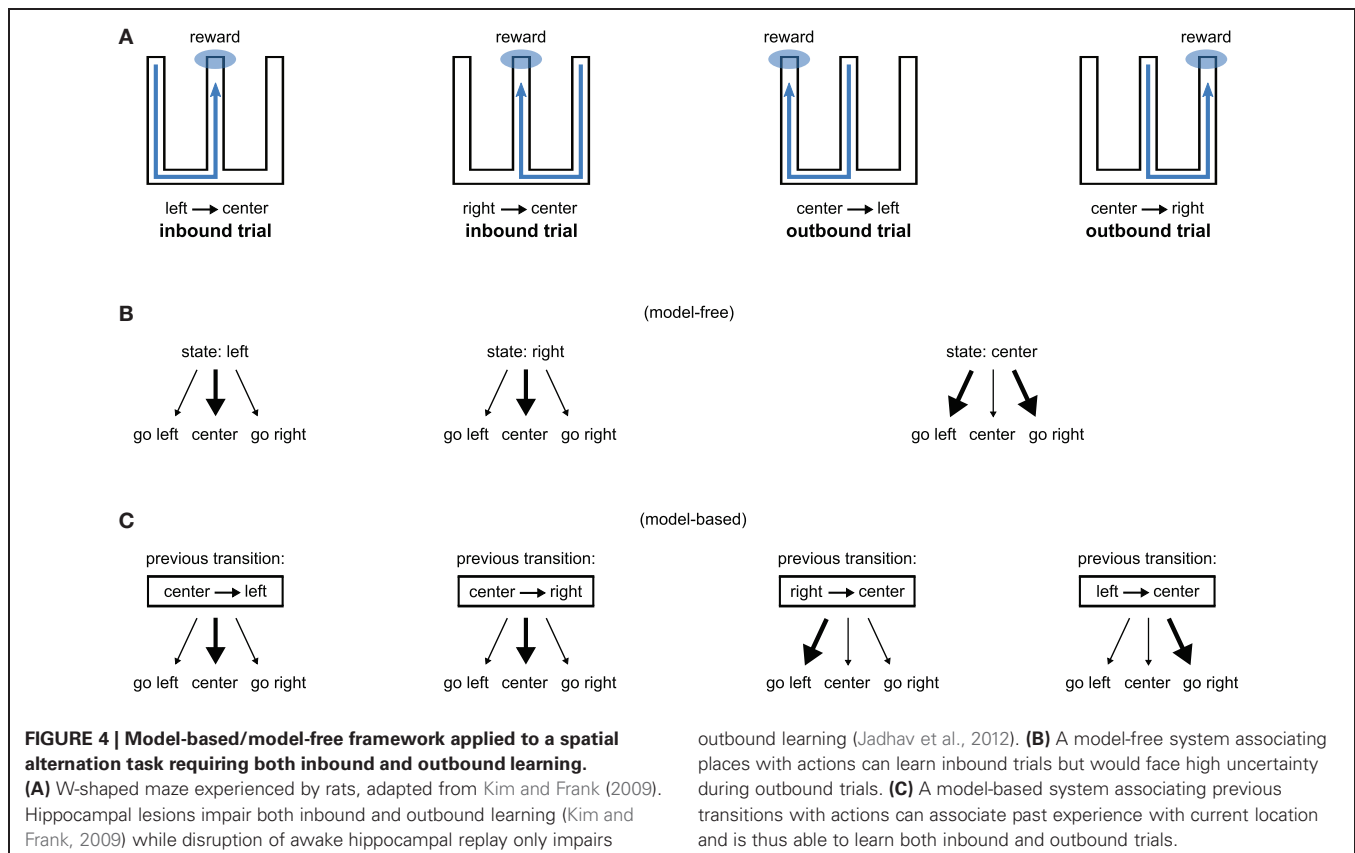 A
reward
reward
reward
reward
left → center
right → center
center → left
center → right
inbound trial
inbound trial
outbound trial
outbound trial
B
(model-free)
state: left
state: right
state: center
go left center go right
go left center go right
go left center go right
C
(model-based)
previous transition:
previous transition:
previous transition:
previous transition:
center → left
center → right
right → center
left → center
go left center go right
go left center go right
go left center go right
go left center go right
FIGURE 4 | Model-based/model-free framework applied to a spatial
alternation task requiring both inbound and outbound learning.
(A) W-shaped maze experienced by rats, adapted from Kim and Frank (2009).
Hippocampal lesions impair both inbound and outbound learning (Kim and
Frank, 2009) while disruption of awake hippocampal replay only impairs
outbound learning (Jadhav et al., 2012). (B) A model-free system associating
places with actions can learn inbound trials but would face high uncertainty
during outbound trials. (C) A model-based system associating previous
transitions with actions can associate past experience with current location
and is thus able to learn both inbound and outbound trials.